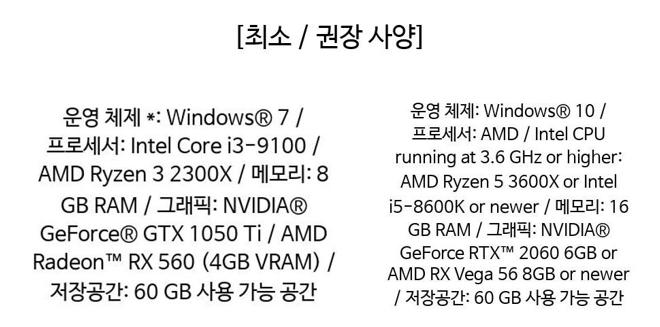 [최소 / 권장 사양]
운영 체제 *: Windows® 7 /
프로세서: Intel Core i3-9100 /
AMD Ryzen 3 2300X / 메모리: 8
GB RAM / 그래픽: NVIDIA®
GeForce® GTX 1050 Ti / AMD
Radeon™ RX 560 (4GB VRAM) /
저장공간: 60 GB 사용 가능 공간
운영 체제: Windows® 10 /
프로세서: AMD / Intel CPU
running at 3.6 GHz or higher:
AMD Ryzen 5 3600X or Intel
i5-8600K or newer / 메모리: 16
GB RAM / 그래픽: NVIDIA®
GeForce RTX™ 2060 6GB or
AMD RX Vega 56 8GB or newer
/ 저장공간: 60 GB 사용 가능 공간